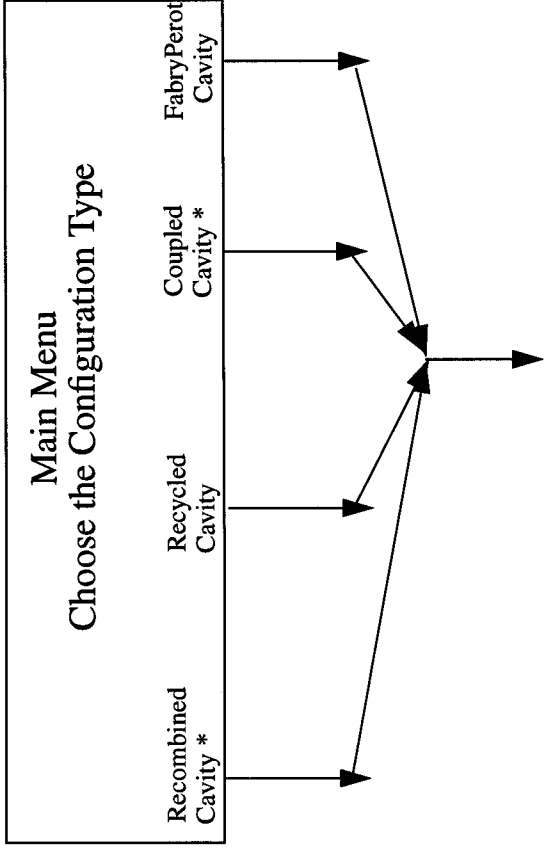 Main Menu
Choose the Configuration Type
Recombined
Cavity *
Recycled
Cavity
Coupled
Cavity *
FabryPerot
Cavity